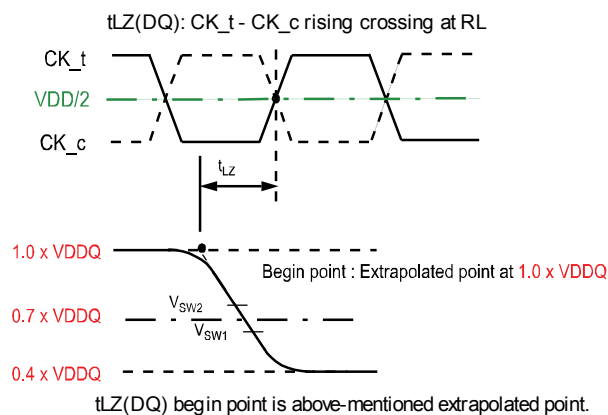 tLZ(DQ): CK_t - CK_c rising crossing at RL
CK_t
VDD/2
CK_c
tLZ
1.0 x VDDQ
Begin point : Extrapolated point at 1.0 x VDDQ
VSW2
0.7 x VDDQ
VSW1
0.4 x VDDQ
tLZ(DQ) begin point is above-mentioned extrapolated point.